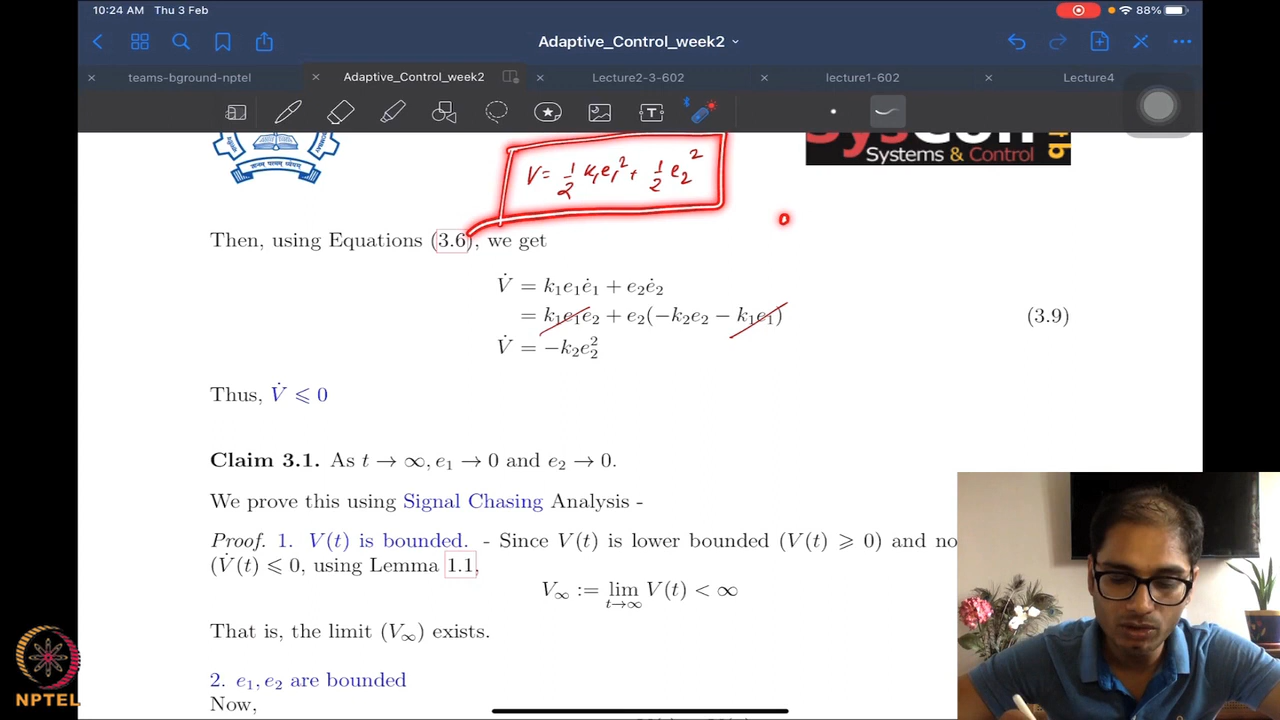 10:24 AM Thu 3 Feb
88%
Adaptive_Control_week2
teams-bground-nptel
Adaptive_Control_week2
Lecture2-3-602
lecture1-602
Lecture4
Systems & Control
V = 1/2 k₁e₁² + 1/2 e₂²
Then, using Equations (3.6), we get
V̇ = k₁e₁ė₁ + e₂ė₂
= k₁e₁e₂ + e₂(−k₂e₂ − k₁e₁) (3.9)
V̇ = −k₂e₂²
Thus, V̇ ⩽ 0
Claim 3.1. As t → ∞, e₁ → 0 and e₂ → 0.
We prove this using Signal Chasing Analysis -
Proof. 1. V(t) is bounded. - Since V(t) is lower bounded (V(t) ⩾ 0) and
(V̇(t) ⩽ 0, using Lemma 1.1,
V∞ := lim t→∞ V(t) < ∞
That is, the limit (V∞) exists.
2. e₁, e₂ are bounded
Now,
NPTEL